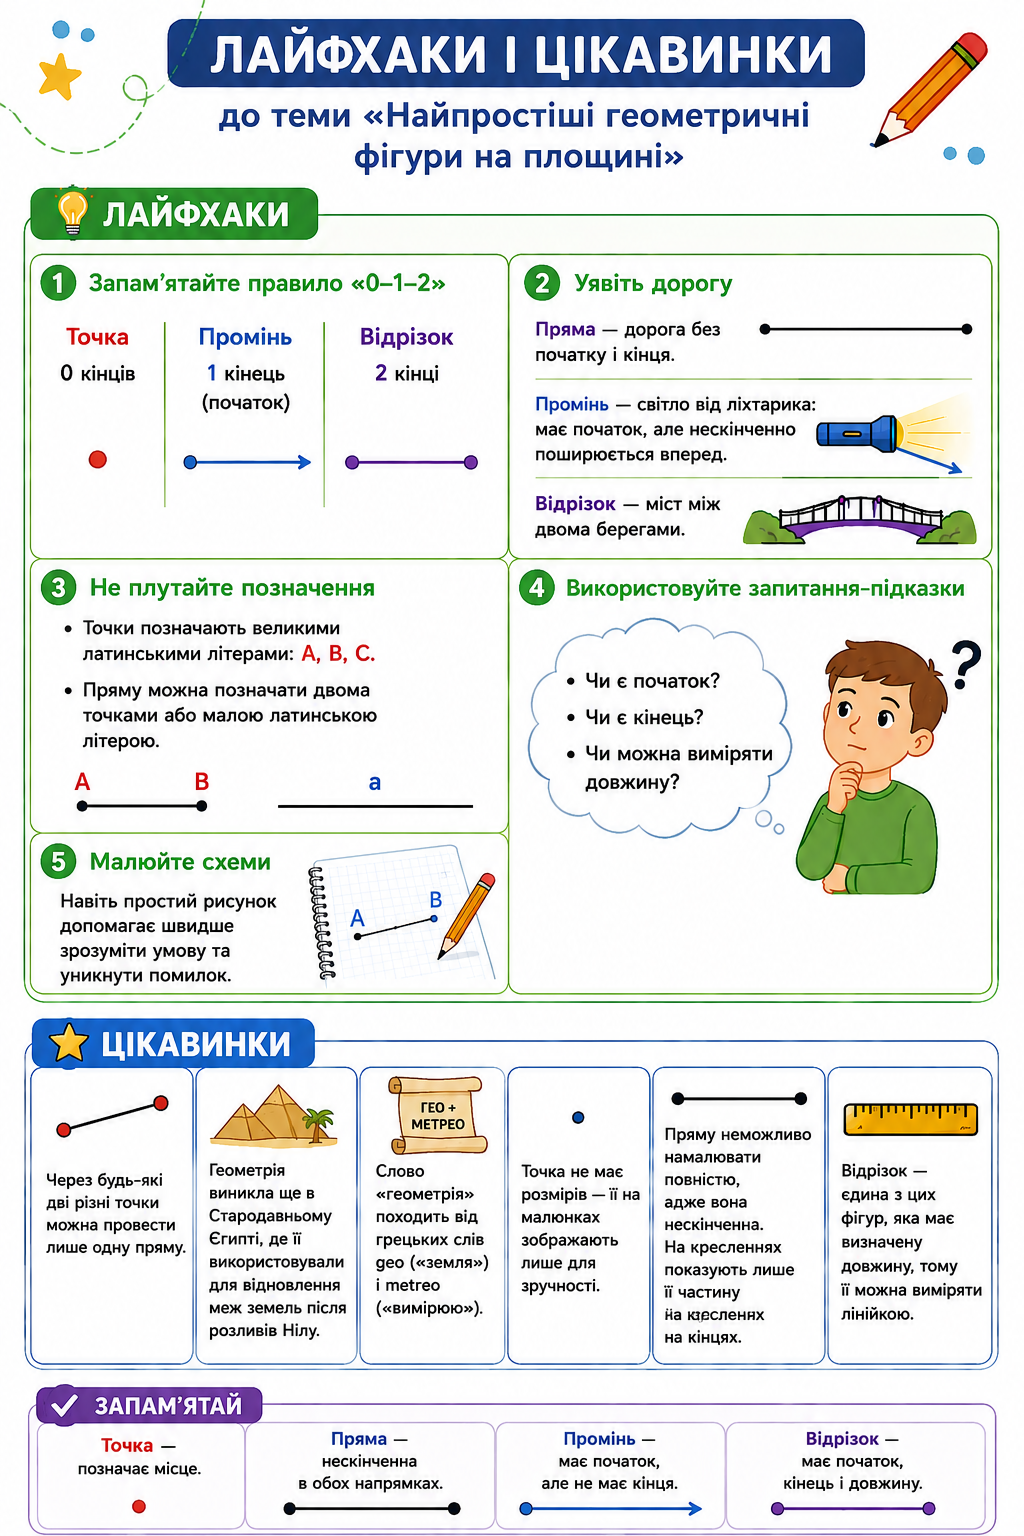 ЛАЙФХАКИ І ЦІКАВИНКИ
до теми «Найпростіші геометричні
фігури на площині»
ЛАЙФХАКИ
1 Запам’ятайте правило «0–1–2»
Точка
0 кінців
Промінь
1 кінець
(початок)
Відрізок
2 кінці
2 Уявіть дорогу
Пряма — дорога без
початку і кінця.
Промінь — світло від ліхтарика:
має початок, але нескінченно
поширюється вперед.
Відрізок — міст між
двома берегами.
3 Не плутайте позначення
• Точки позначають великими
латинськими літерами: A, B, C.
• Пряму можна позначати двома
точками або малою латинською
літерою.
A B a
4 Використовуйте запитання-підказки
• Чи є початок?
• Чи є кінець?
• Чи можна виміряти
довжину?
?
5 Малюйте схеми
Навіть простий рисунок
допомагає швидше
зрозуміти умову та
уникнути помилок.
A B
ЦІКАВИНКИ
Через будь-які
дві різні точки
можна провести
лише одну пряму.
Геометрія
виникла ще в
Стародавньому
Єгипті, де її
використовували
для відновлення
меж земель після
розливів Нілу.
ГЕО +
МЕТРЕО
Слово
«геометрія»
походить від
грецьких слів
geo («земля»)
і metreo
(«вимірюю»).
Точка не має
розмірів — її на
малюнках
зображають
лише для
зручності.
Пряму неможливо
намалювати
повністю,
адже вона
нескінченна.
На кресленнях
показують лише
її частину
на
на кінцях.
Відрізок —
єдина з цих
фігур, яка має
визначену
довжину, тому
її можна виміряти
лінійкою.
ЗАПАМ’ЯТАЙ
Точка —
позначає місце.
Пряма —
нескінченна
в обох напрямках.
Промінь —
має початок,
але не має кінця.
Відрізок —
має початок,
кінець і довжину.